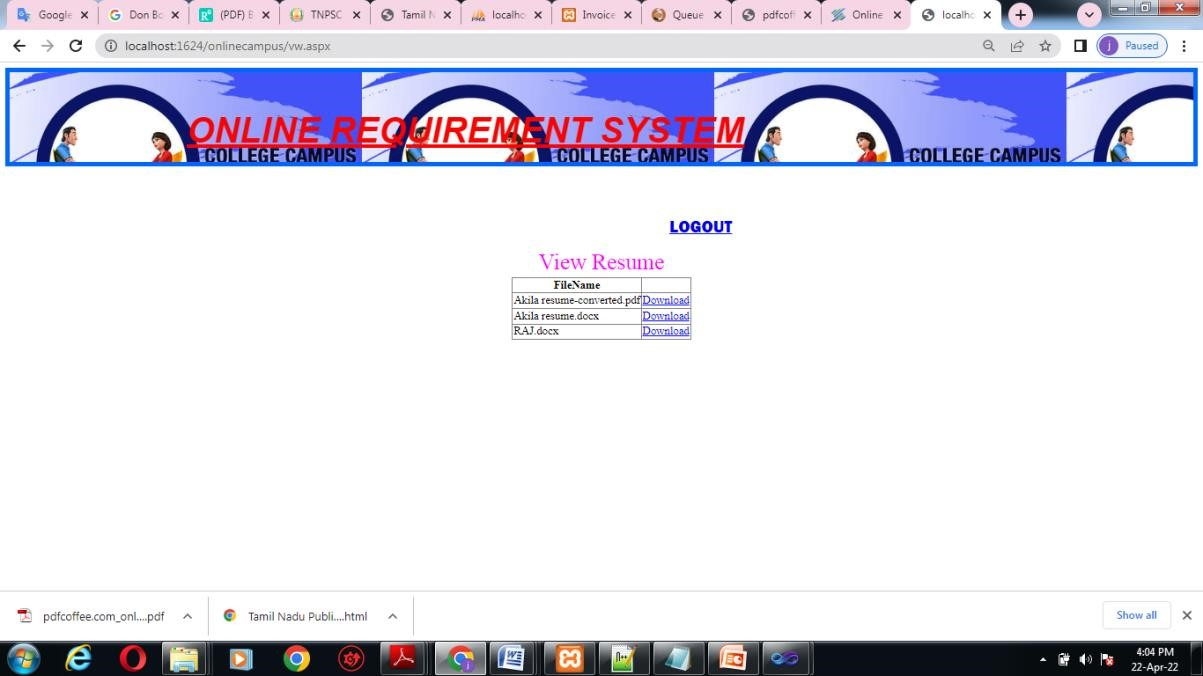 Google
Don Bo
(PDF) E
TNPSC
Tamil N
localho
Invoice
Queue
pdfcoff
Online
localho
localhost:1624/onlinecampus/vw.aspx
j Paused
ONLINE REQUIREMENT SYSTEM
COLLEGE CAMPUS COLLEGE CAMPUS COLLEGE CAMPUS
LOGOUT
View Resume
FileName
Akila resume-converted.pdf Download
Akila resume.docx Download
RAJ.docx Download
pdfcoffee.com_onl....pdf
Tamil Nadu Publi....html
Show all
4:04 PM
22-Apr-22